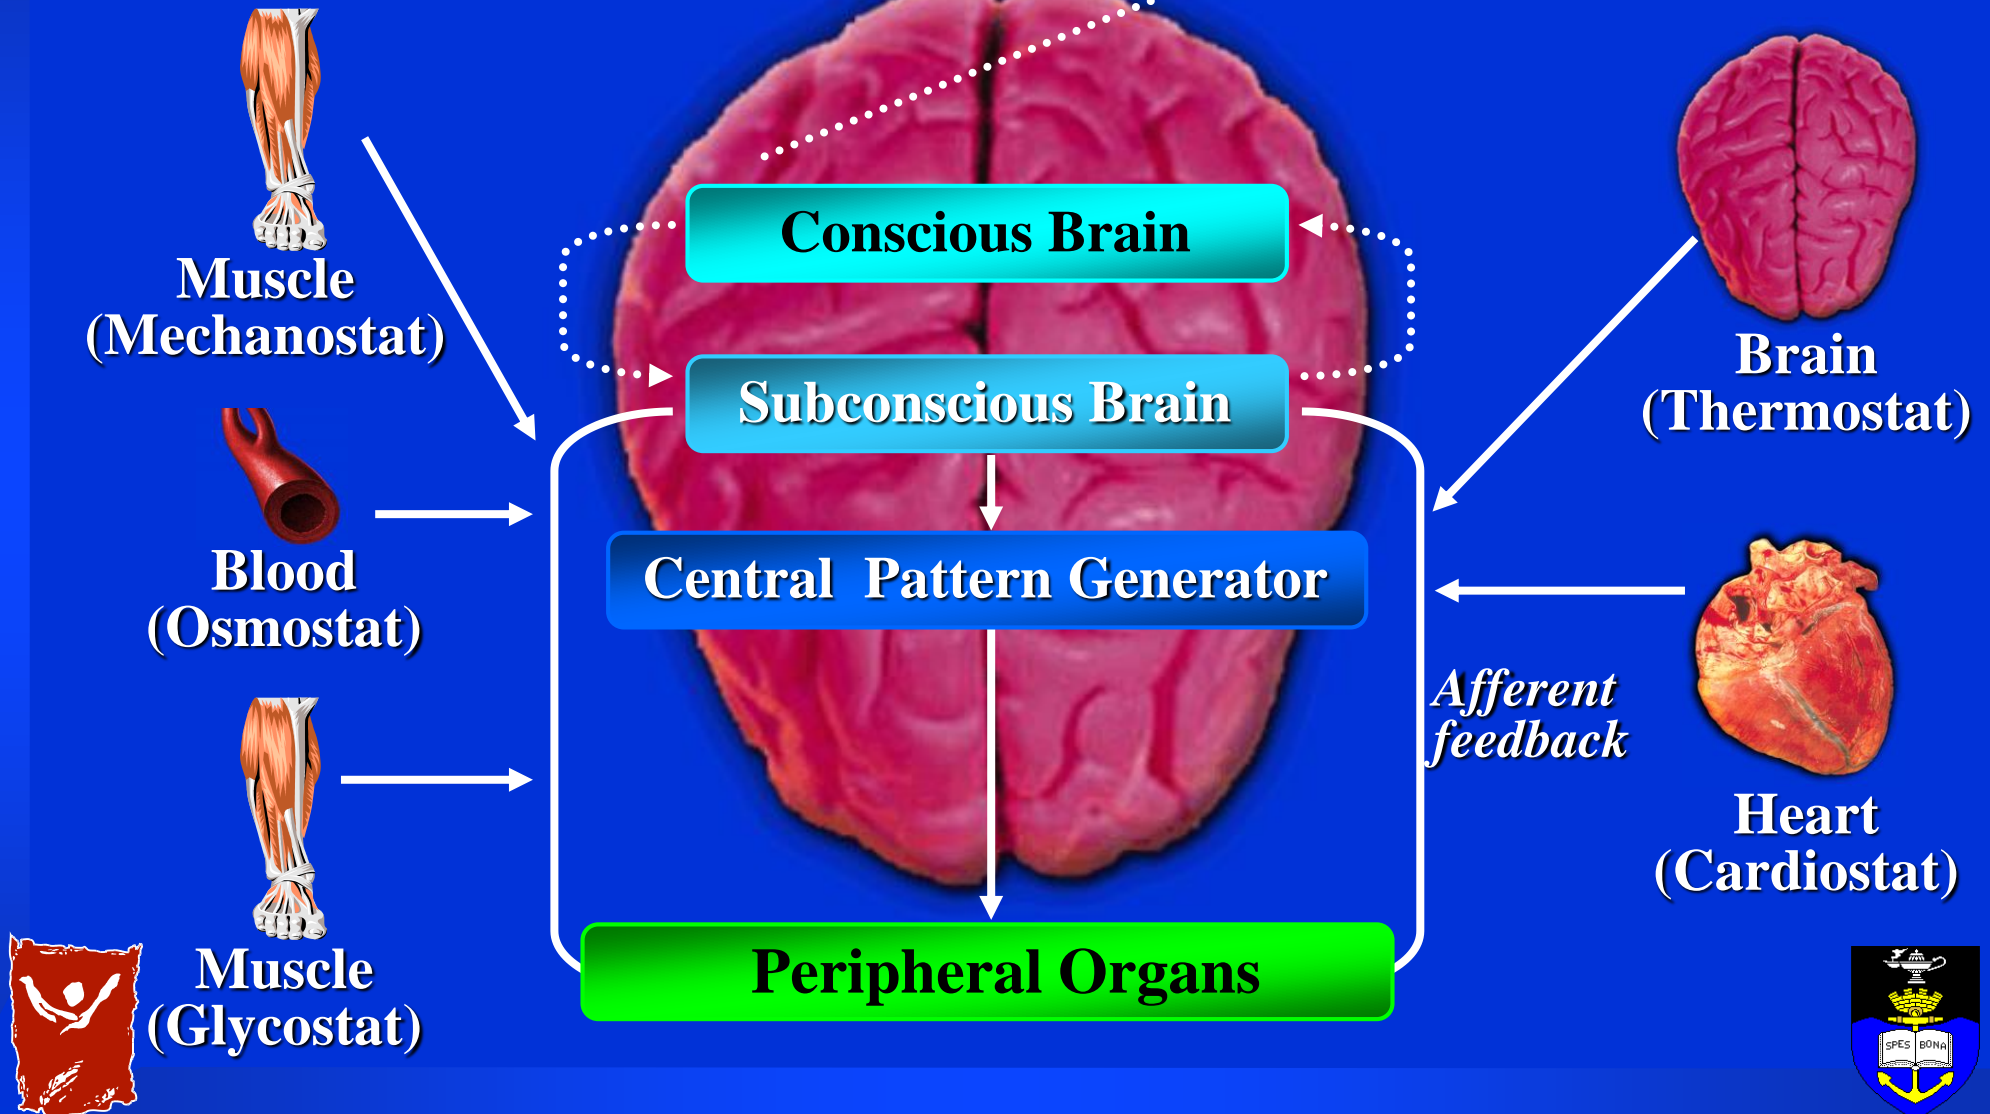 Conscious Brain
Subconscious Brain
Central Pattern Generator
Peripheral Organs
Muscle
(Mechanostat)
Blood
(Osmostat)
Muscle
(Glycostat)
Brain
(Thermostat)
Afferent
feedback
Heart
(Cardiostat)
SPES BONA